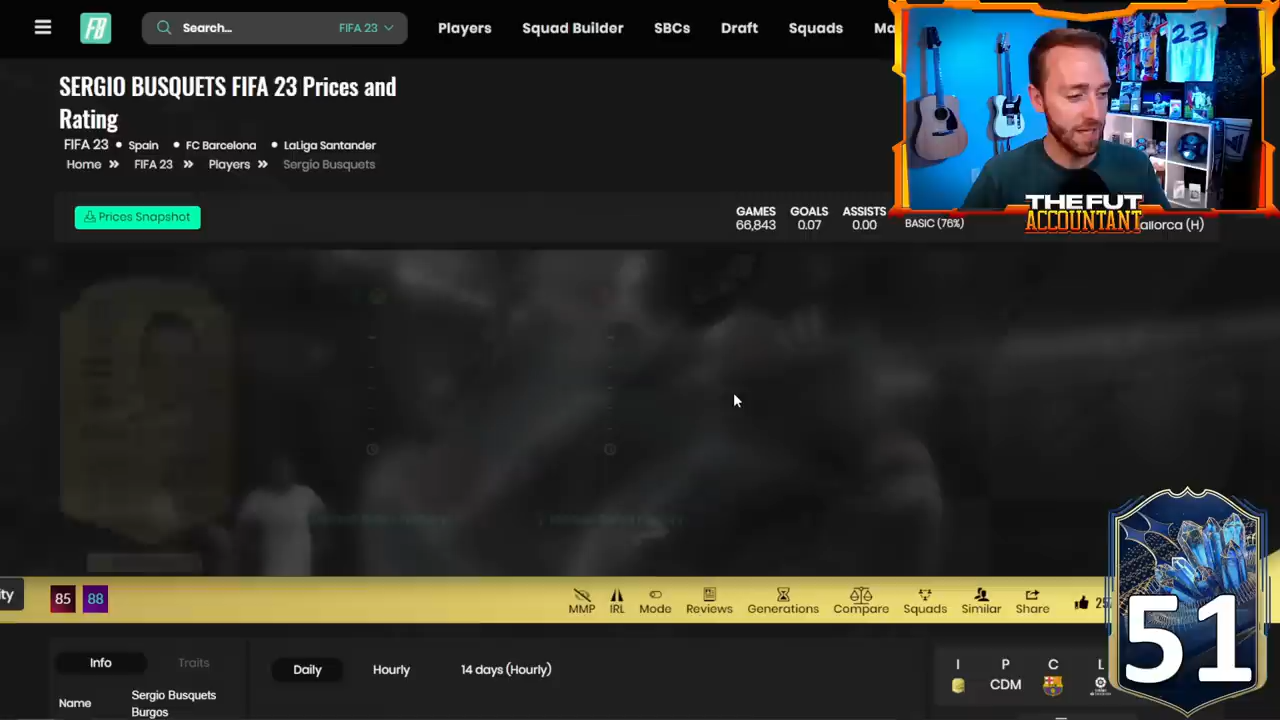 FB Search... FIFA 23 Players Squad Builder SBCs Draft Squads Ma
23
SERGIO BUSQUETS FIFA 23 Prices and
Rating
FIFA 23 • Spain • FC Barcelona • LaLiga Santander
Home » FIFA 23 » Players » Sergio Busquets
THE FUT
ACCOUNTANT
Prices Snapshot
GAMES GOALS ASSISTS
66,843 0.07 0.00 BASIC (76%) allorca (H)
ity 85 88
MMP IRL Mode Reviews Generations Compare Squads Similar Share
51
Info Traits Daily Hourly 14 days (Hourly)
I P C L
CDM
Name Sergio Busquets
Burgos